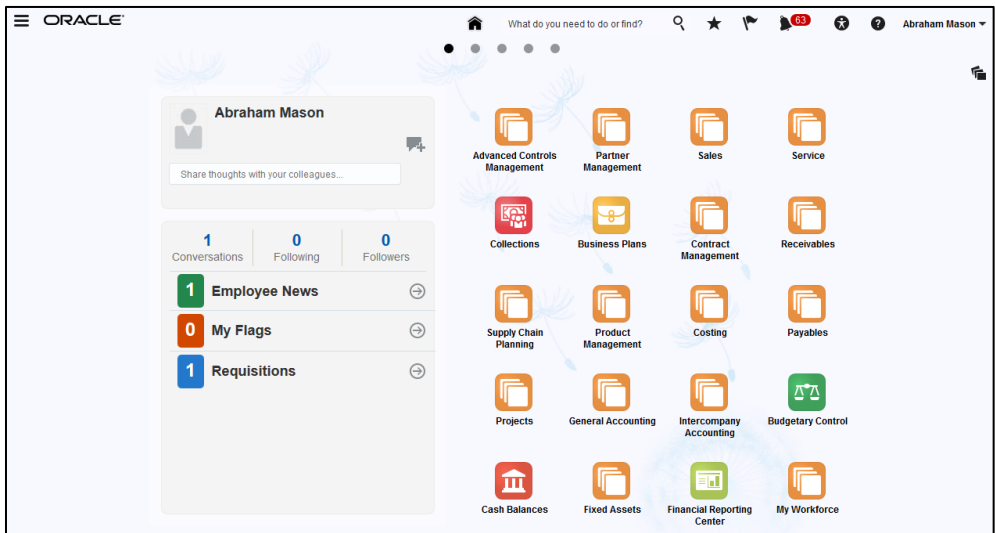 ORACLE
What do you need to do or find?
63
Abraham Mason
Abraham Mason
Share thoughts with your colleagues...
1
Conversations
0
Following
0
Followers
1 Employee News
0 My Flags
1 Requisitions
Advanced Controls
Management
Partner
Management
Sales
Service
Collections
Business Plans
Contract
Management
Receivables
Supply Chain
Planning
Product
Management
Costing
Payables
Projects
General Accounting
Intercompany
Accounting
Budgetary Control
Cash Balances
Fixed Assets
Financial Reporting
Center
My Workforce